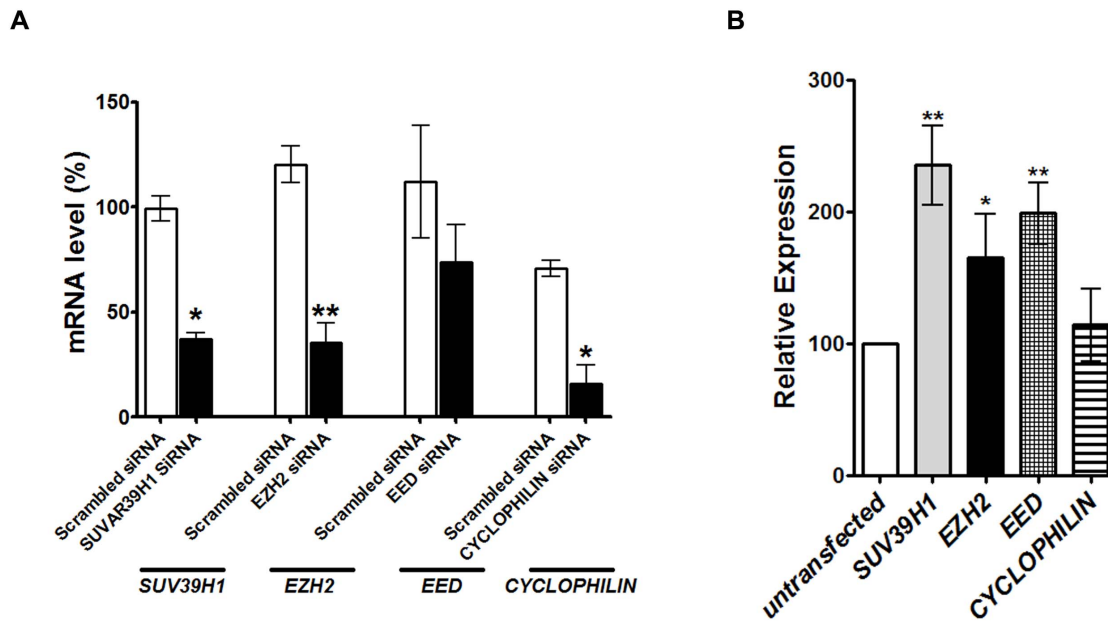 A
mRNA level (%)
150
100
50
0
*
**
*
Scrambled siRNA
SUVAR39H1 SiRNA
Scrambled siRNA
EZH2 siRNA
Scrambled siRNA
EED siRNA
Scrambled siRNA
CYCLOPHILIN siRNA
SUV39H1
EZH2
EED
CYCLOPHILIN
B
Relative Expression
300
200
100
0
**
*
**
untransfected
SUV39H1
EZH2
EED
CYCLOPHILIN